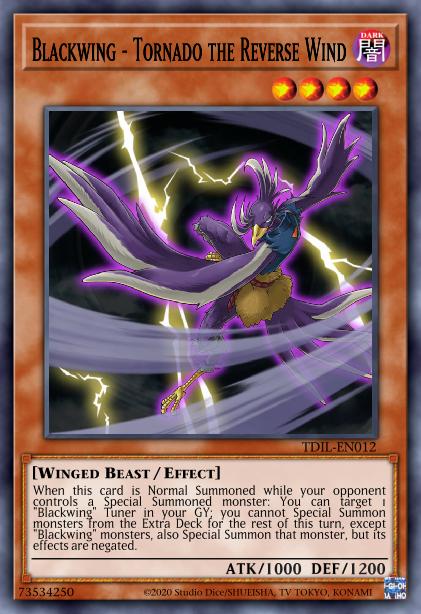 BLACKWING - TORNADO THE REVERSE WIND
DARK
闇
TDIL-EN012
[WINGED BEAST / EFFECT]
When this card is Normal Summoned while your opponent
controls a Special Summoned monster: You can target 1
"Blackwing" Tuner in your GY; you cannot Special Summon
monsters from the Extra Deck for the rest of this turn, except
"Blackwing" monsters, also Special Summon that monster, but its
effects are negated.
ATK/1000 DEF/1200
73534250
©2020 Studio Dice/SHUEISHA, TV TOKYO, KONAMI